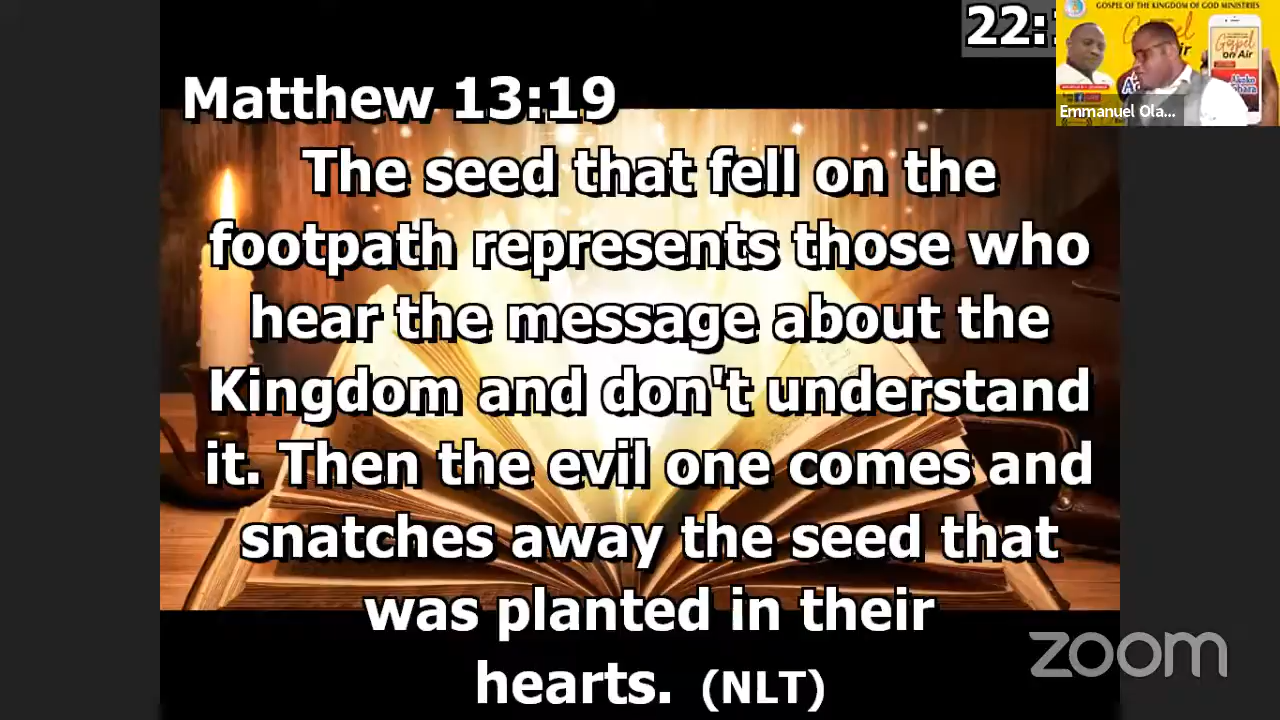 22:
GOSPEL OF THE KINGDOM OF GOD MINISTRIES
Gospel
on Air
Emmanuel Ola...
Matthew 13:19
The seed that fell on the
footpath represents those who
hear the message about the
Kingdom and don't understand
it. Then the evil one comes and
snatches away the seed that
was planted in their
hearts. (NLT)
zoom